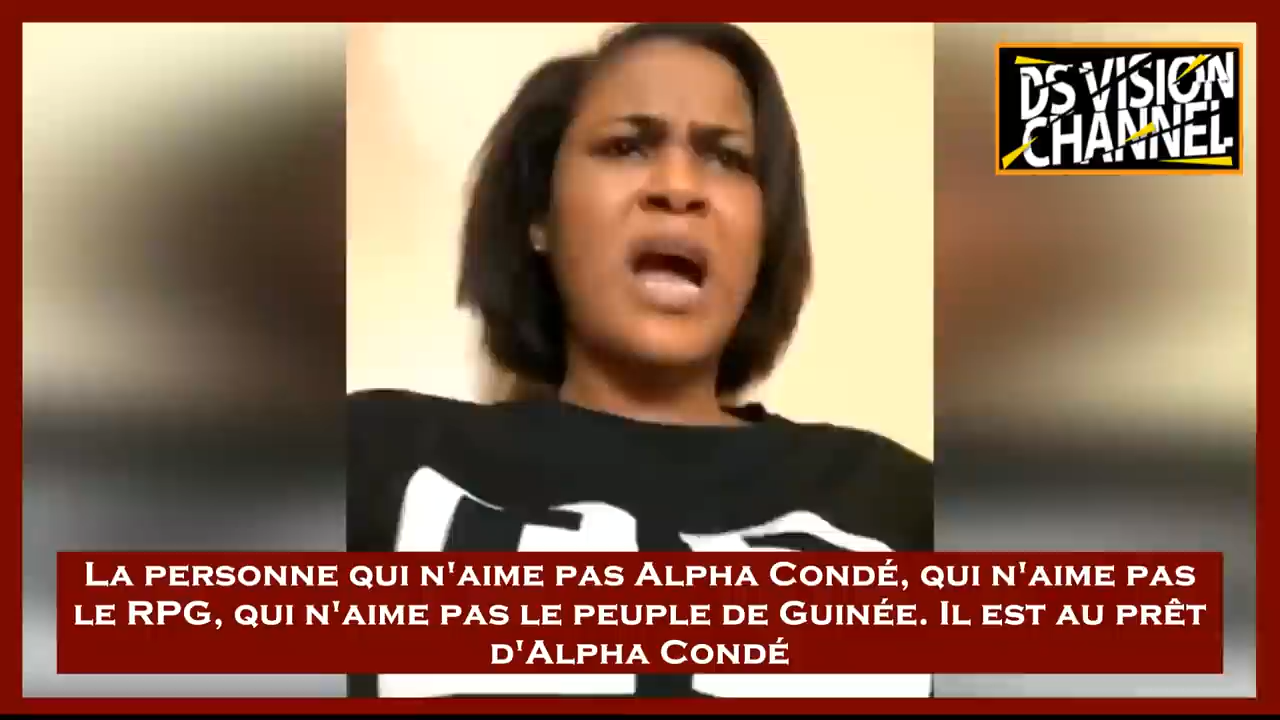 DS VISION
CHANNEL
LA PERSONNE QUI N'AIME PAS ALPHA CONDÉ, QUI N'AIME PAS
LE RPG, QUI N'AIME PAS LE PEUPLE DE GUINÉE. IL EST AU PRÊT
D'ALPHA CONDÉ